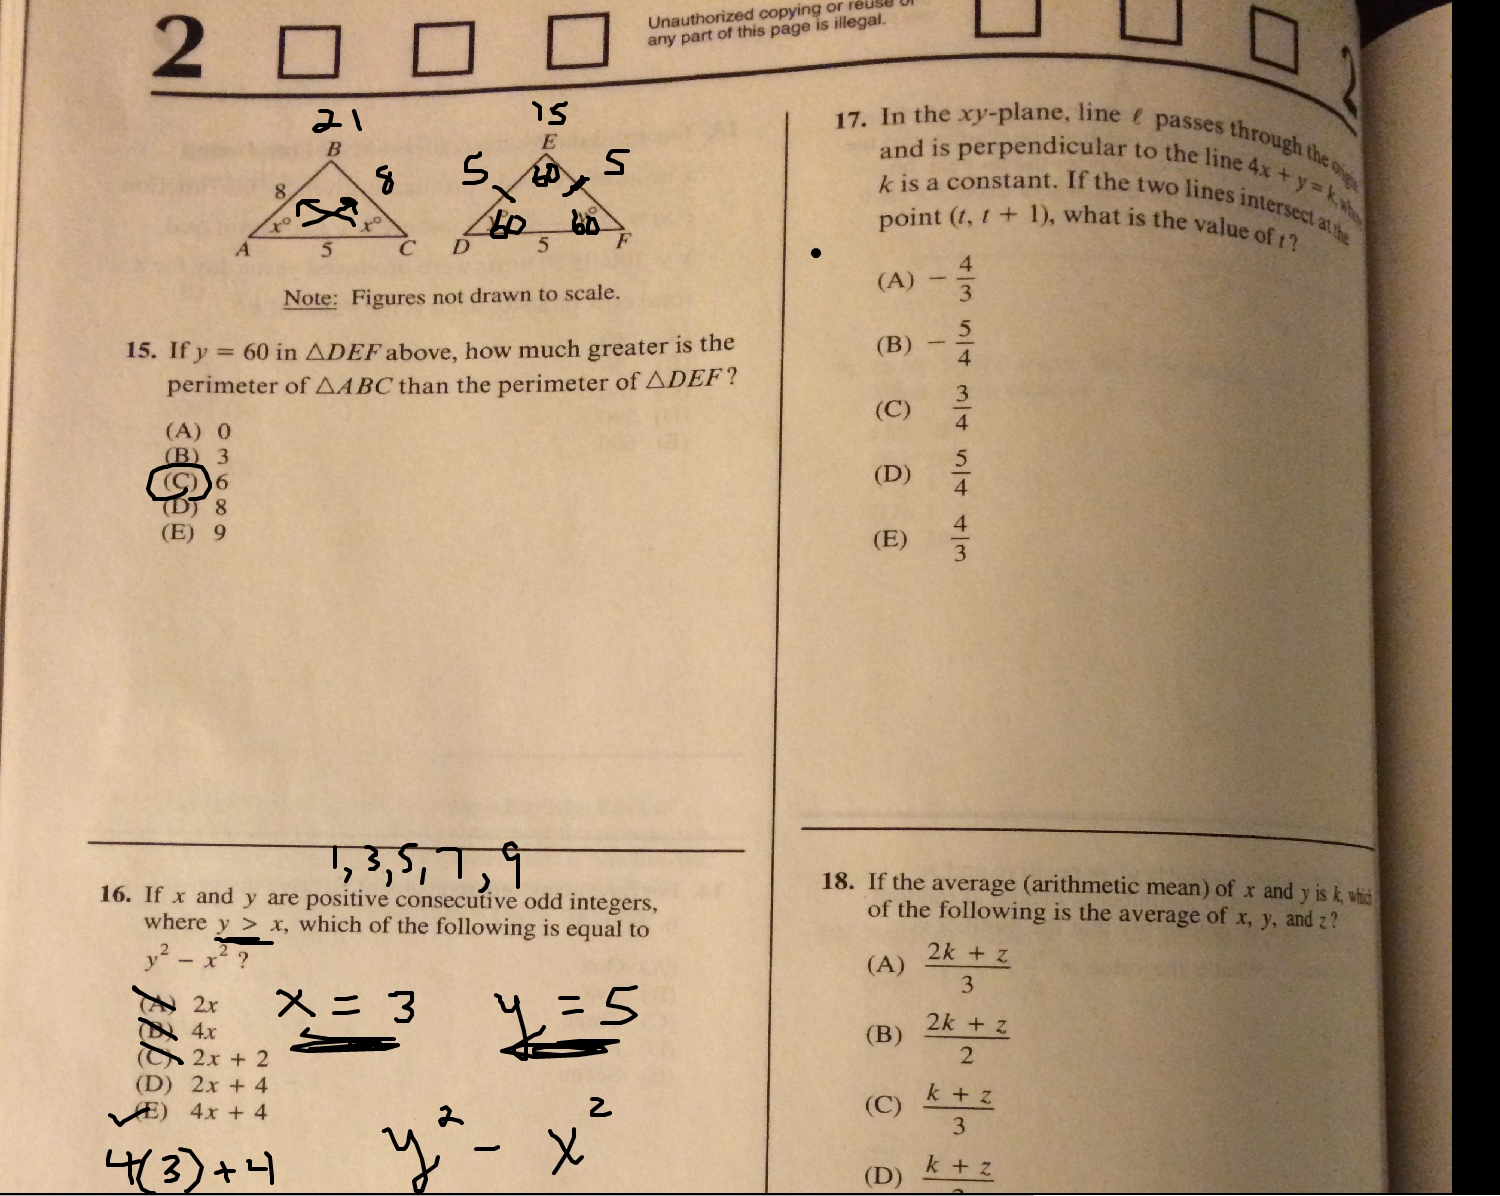 2
Unauthorized copying or reuse of
any part of this page is illegal.
2
21
15
B
E
8
8
5
5
60
x°
x°
60
60
A
5
C
D
5
F
Note: Figures not drawn to scale.
15. If y = 60 in △DEF above, how much greater is the
perimeter of △ABC than the perimeter of △DEF?
(A) 0
(B) 3
(C) 6
(D) 8
(E) 9
1, 3, 5, 7, 9
16. If x and y are positive consecutive odd integers,
where y > x, which of the following is equal to
y² − x² ?
(A) 2x
(B) 4x
(C) 2x + 2
(D) 2x + 4
(E) 4x + 4
x = 3
y = 5
4(3)+4
y² − x²
17. In the xy-plane, line ℓ passes through the origin
and is perpendicular to the line 4x + y = k, where
k is a constant. If the two lines intersect at the
point (t, t + 1), what is the value of t?
(A) −4/3
(B) −5/4
(C) 3/4
(D) 5/4
(E) 4/3
18. If the average (arithmetic mean) of x and y is k, which
of the following is the average of x, y, and z?
(A) 2k + z / 3
(B) 2k + z / 2
(C) k + z / 3
(D) k + z